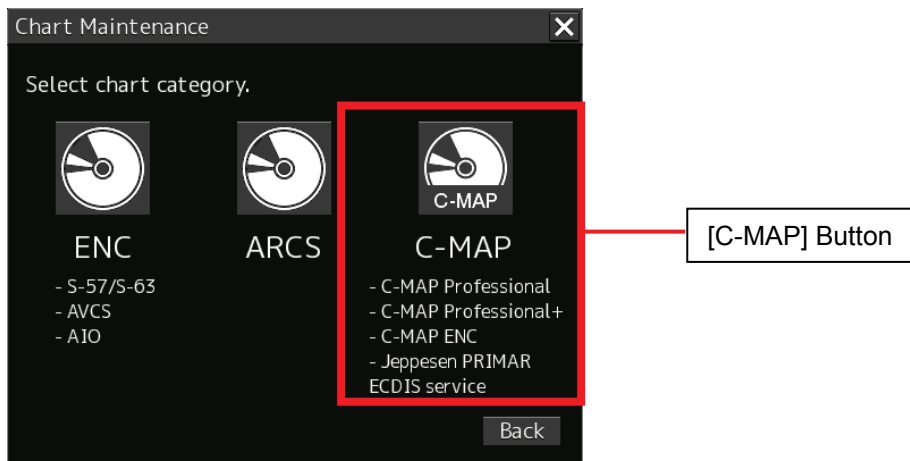 Chart Maintenance
Select chart category.
ENC
- S-57/S-63
- AVCS
- AIO
ARCS
C-MAP
C-MAP
- C-MAP Professional
- C-MAP Professional+
- C-MAP ENC
- Jeppesen PRIMAR
ECDIS service
Back
[C-MAP] Button